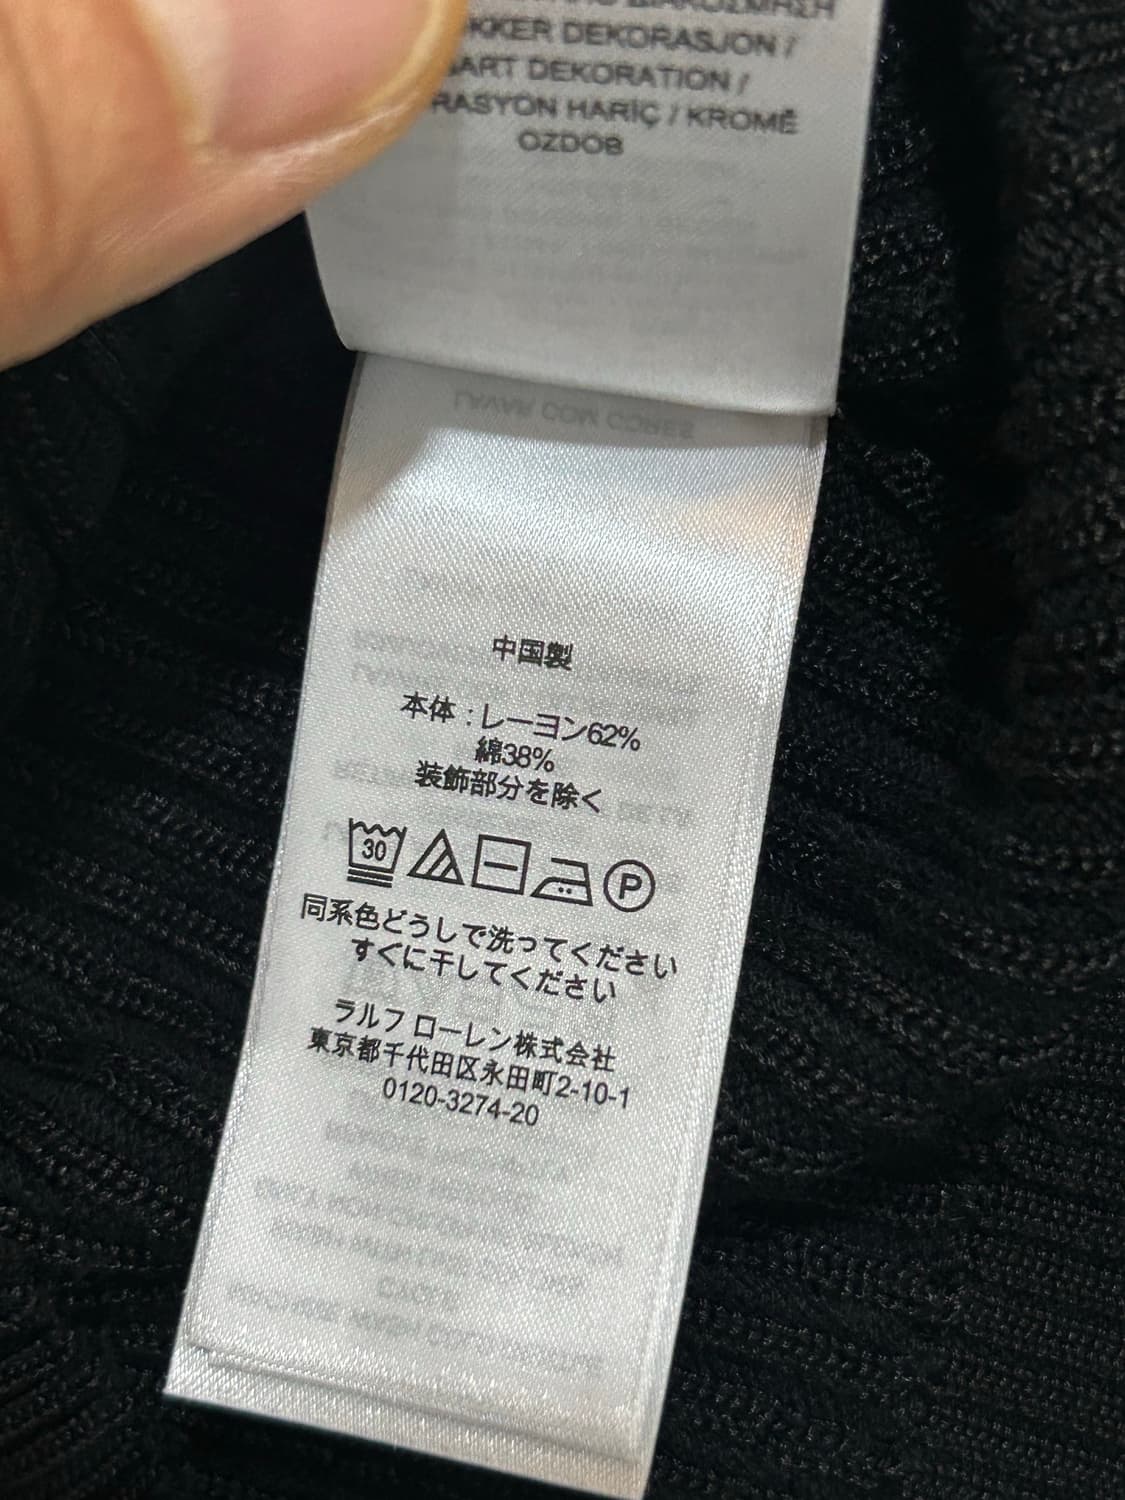 KKER DEKORASJON /
ART DEKORATION /
RASYON HARİÇ / KROMĚ
OZDOB
LAVAR COM CORES
中国製
本体 : レーヨン62%
綿38%
装飾部分を除く
30
P
同系色どうしで洗ってください
すぐに干してください
ラルフ ローレン株式会社
東京都千代田区永田町2-10-1
0120-3274-20